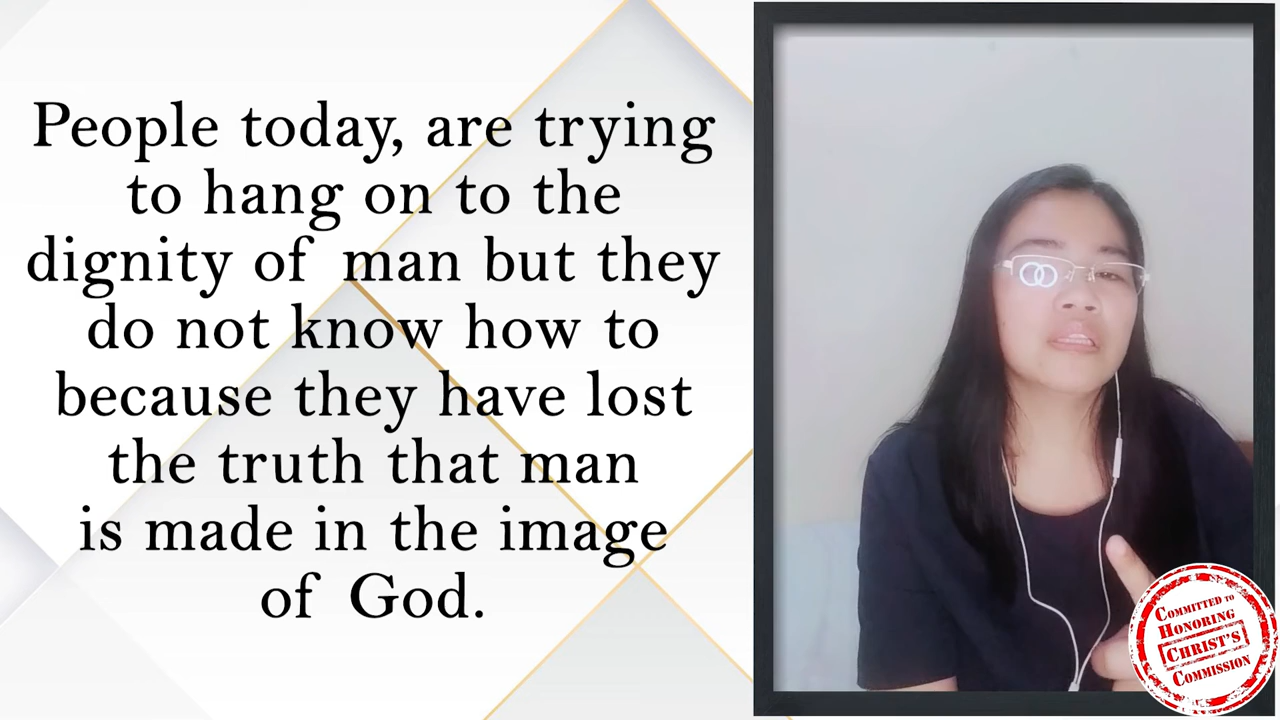 People today, are trying
to hang on to the
dignity of man but they
do not know how to
because they have lost
the truth that man
is made in the image
of God.
COMMITTED TO
HONORING
CHRIST'S
COMMISSION